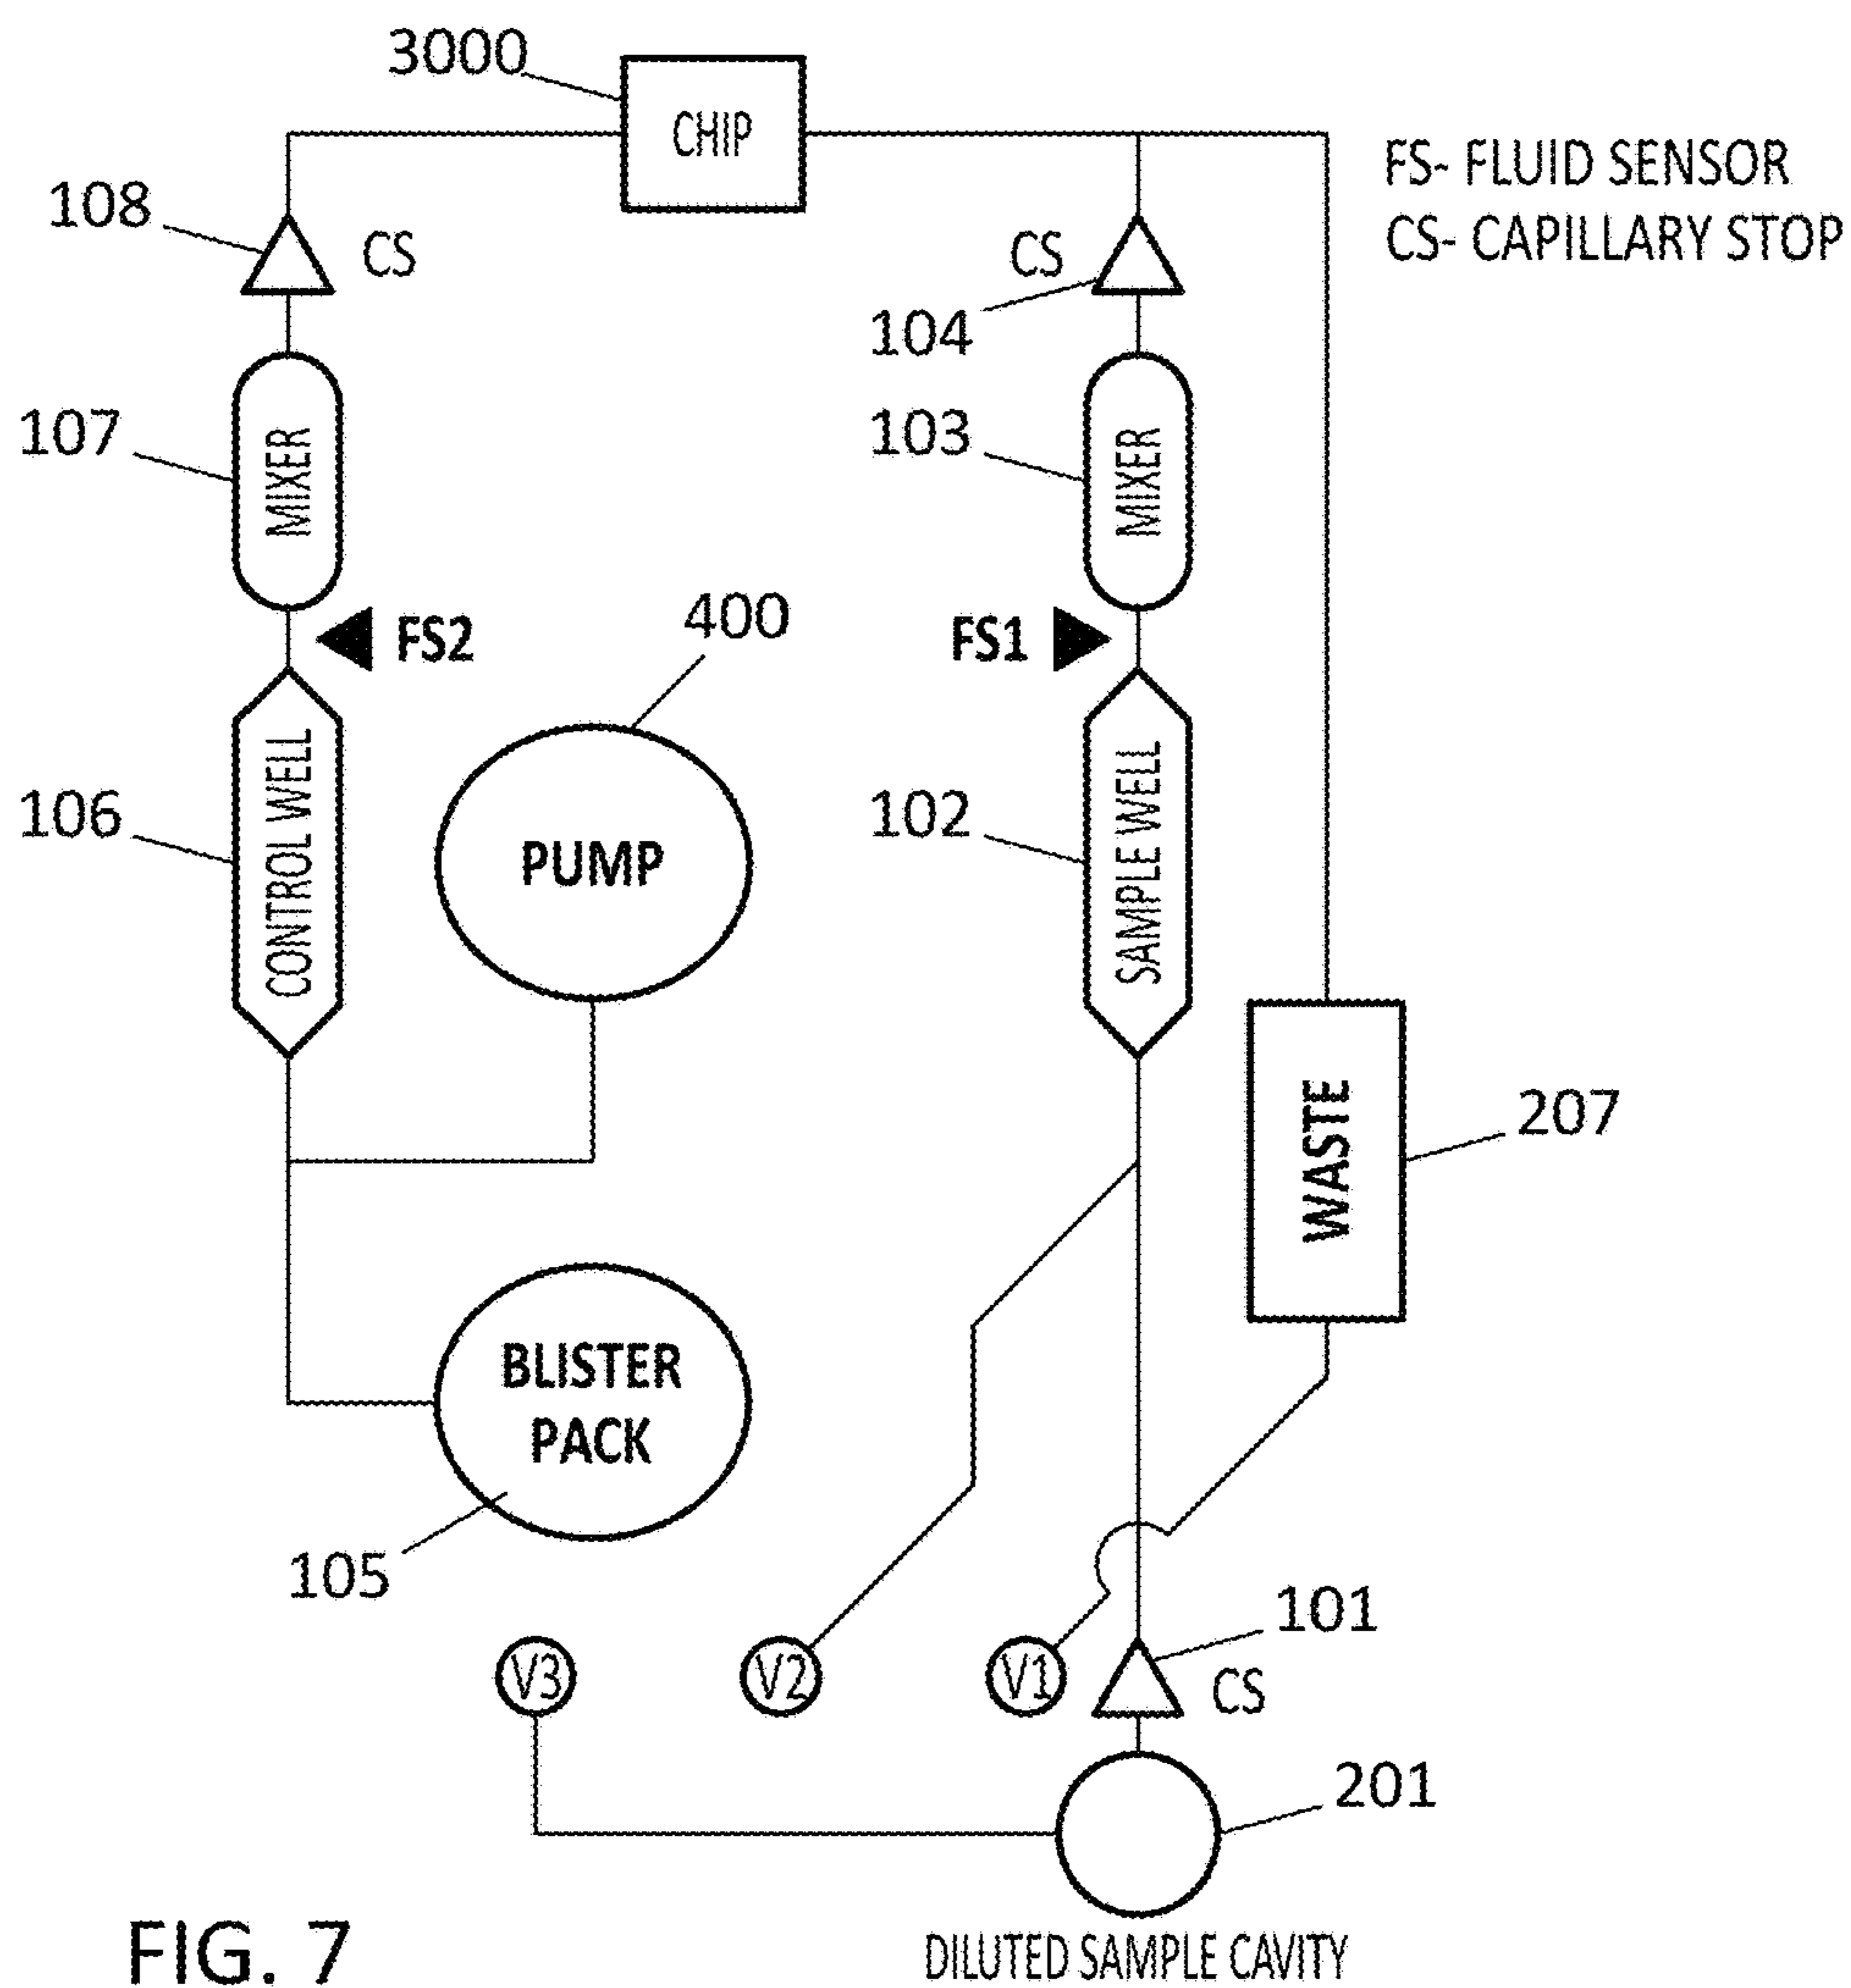 3000
CHIP
FS- FLUID SENSOR
CS- CAPILLARY STOP
108
CS
CS
104
107
MIXER
103
MIXER
FS2
400
FS1
106
CONTROL WELL
PUMP
102
SAMPLE WELL
WASTE
207
BLISTER
PACK
105
101
V3
V2
V1
CS
201
FIG. 7
DILUTED SAMPLE CAVITY